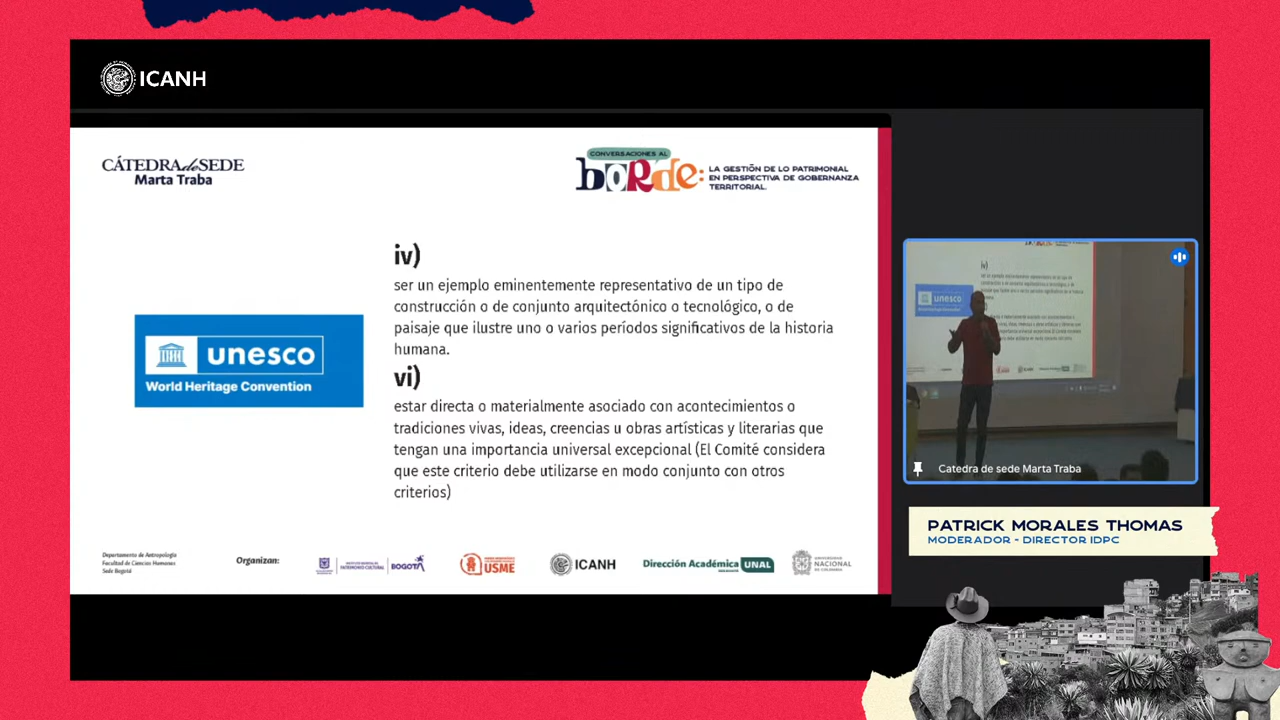 ICANH
CÁTEDRA de SEDE
Marta Traba
CONVERSACIONES AL
bORde:
LA GESTIÓN DE LO PATRIMONIAL
EN PERSPECTIVA DE GOBERNANZA
TERRITORIAL.
iv)
ser un ejemplo eminentemente representativo de un tipo de
construcción o de conjunto arquitectónico o tecnológico, o de
paisaje que ilustre uno o varios períodos significativos de la historia
humana.
vi)
estar directa o materialmente asociado con acontecimientos o
tradiciones vivas, ideas, creencias u obras artísticas y literarias que
tengan una importancia universal excepcional (El Comité considera
que este criterio debe utilizarse en modo conjunto con otros
criterios)
unesco
World Heritage Convention
Departamento de Antropología
Facultad de Ciencias Humanas
Sede Bogotá
Organizan:
BOGOTÁ
USME
ICANH
Dirección Académica UNAL
UNIVERSIDAD
NACIONAL
DE COLOMBIA
iv)
unesco
Catedra de sede Marta Traba
PATRICK MORALES THOMAS
MODERADOR - DIRECTOR IDPC